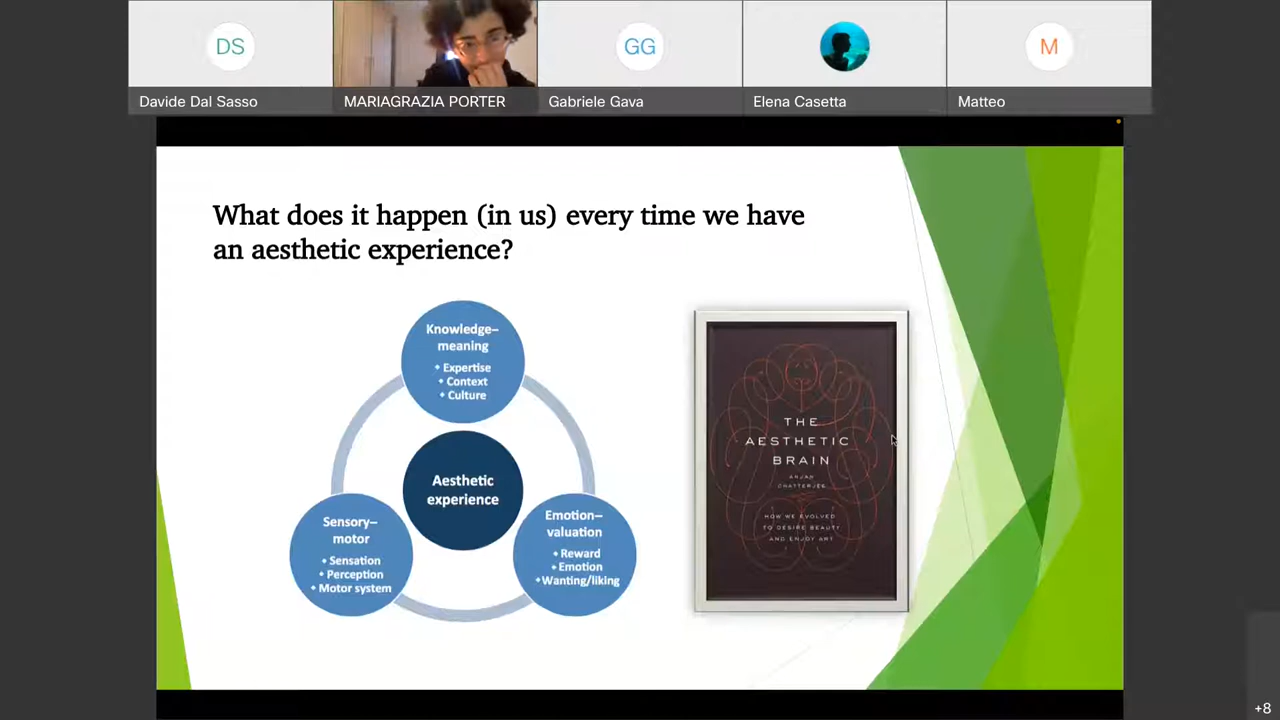 DS
GG
M
Davide Dal Sasso
MARIAGRAZIA PORTER
Gabriele Gava
Elena Casetta
Matteo
What does it happen (in us) every time we have
an aesthetic experience?
Knowledge–
meaning
• Expertise
• Context
• Culture
Aesthetic
experience
Sensory–
motor
• Sensation
• Perception
• Motor system
Emotion–
valuation
• Reward
• Emotion
• Wanting/liking
THE
AESTHETIC
BRAIN
ANJAN
CHATTERJEE
HOW WE EVOLVED
TO DESIRE BEAUTY
AND ENJOY ART
+8